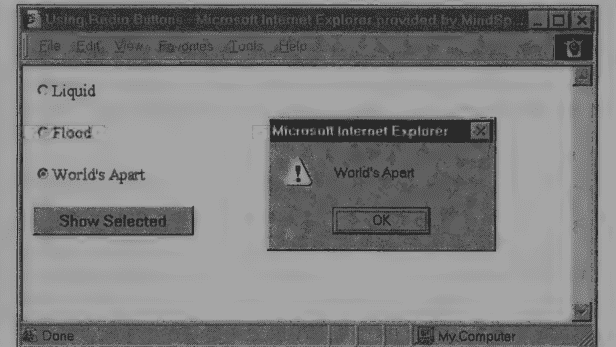 Using Radio Buttons - Microsoft Internet Explorer provided by MindSp...
File Edit View Favorites Tools Help
Liquid
Flood
World's Apart
Show Selected
Microsoft Internet Explorer
World's Apart
OK
Done
My Computer